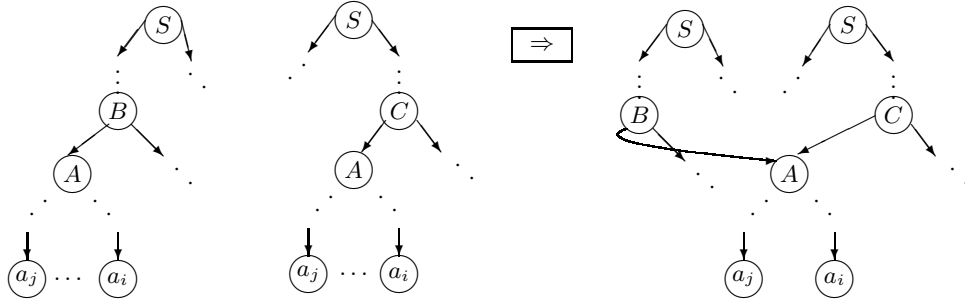 S S ⇒ S S
B C B C
A A A
a_j ··· a_i a_j ··· a_i a_j a_i